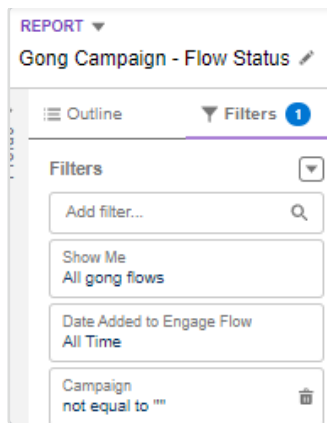 REPORT
Gong Campaign - Flow Status
Outline
Filters 1
Fields
Filters
Add filter...
Show Me
All gong flows
Date Added to Engage Flow
All Time
Campaign
not equal to ""